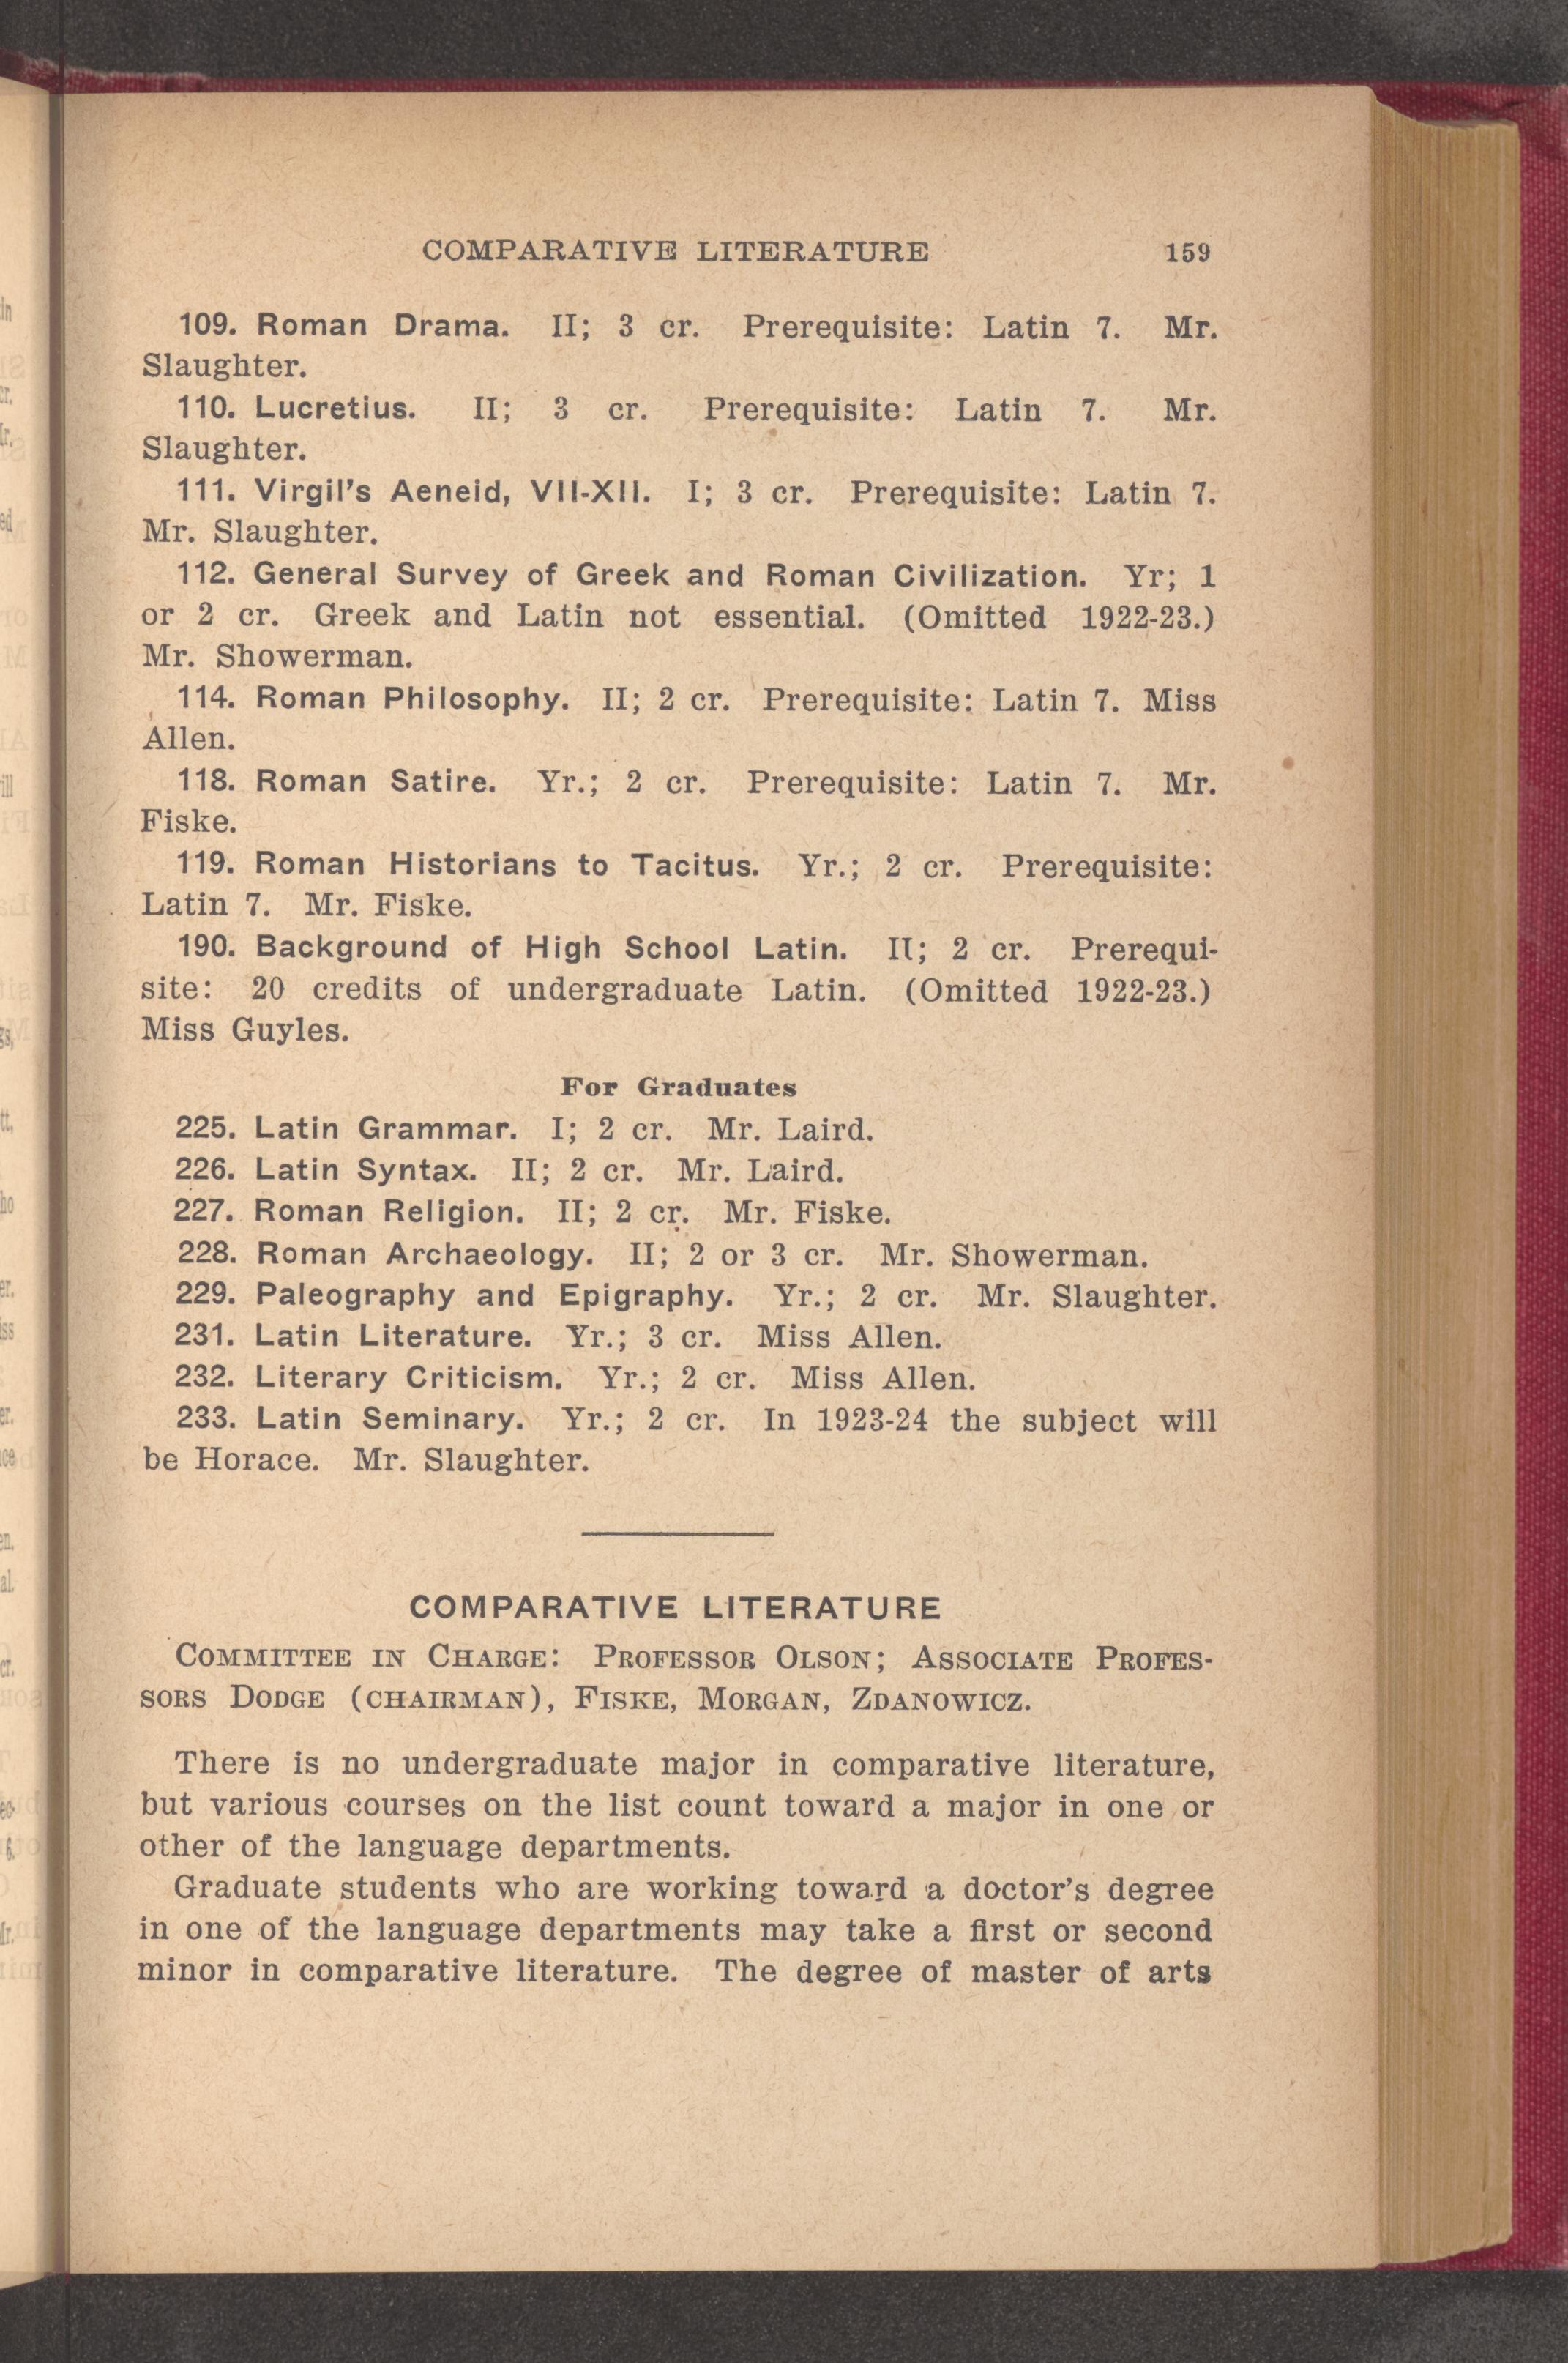 COMPARATIVE LITERATURE 159
109. Roman Drama. II; 3 cr. Prerequisite: Latin 7. Mr.
Slaughter.
110. Lucretius. II; 3 cr. Prerequisite: Latin 7. Mr.
Slaughter.
111. Virgil's Aeneid, VII-XII. I; 3 cr. Prerequisite: Latin 7.
Mr. Slaughter.
112. General Survey of Greek and Roman Civilization. Yr; 1
or 2 cr. Greek and Latin not essential. (Omitted 1922-23.)
Mr. Showerman.
114. Roman Philosophy. II; 2 cr. Prerequisite: Latin 7. Miss
Allen.
118. Roman Satire. Yr.; 2 cr. Prerequisite: Latin 7. Mr.
Fiske.
119. Roman Historians to Tacitus. Yr.; 2 cr. Prerequisite:
Latin 7. Mr. Fiske.
190. Background of High School Latin. II; 2 cr. Prerequi-
site: 20 credits of undergraduate Latin. (Omitted 1922-23.)
Miss Guyles.
For Graduates
225. Latin Grammar. I; 2 cr. Mr. Laird.
226. Latin Syntax. II; 2 cr. Mr. Laird.
227. Roman Religion. II; 2 cr. Mr. Fiske.
228. Roman Archaeology. II; 2 or 3 cr. Mr. Showerman.
229. Paleography and Epigraphy. Yr.; 2 cr. Mr. Slaughter.
231. Latin Literature. Yr.; 3 cr. Miss Allen.
232. Literary Criticism. Yr.; 2 cr. Miss Allen.
233. Latin Seminary. Yr.; 2 cr. In 1923-24 the subject will
be Horace. Mr. Slaughter.
COMPARATIVE LITERATURE
COMMITTEE IN CHARGE: PROFESSOR OLSON; ASSOCIATE PROFES-
SORS DODGE (CHAIRMAN), FISKE, MORGAN, ZDANOWICZ.
There is no undergraduate major in comparative literature,
but various courses on the list count toward a major in one or
other of the language departments.
Graduate students who are working toward a doctor's degree
in one of the language departments may take a first or second
minor in comparative literature. The degree of master of arts